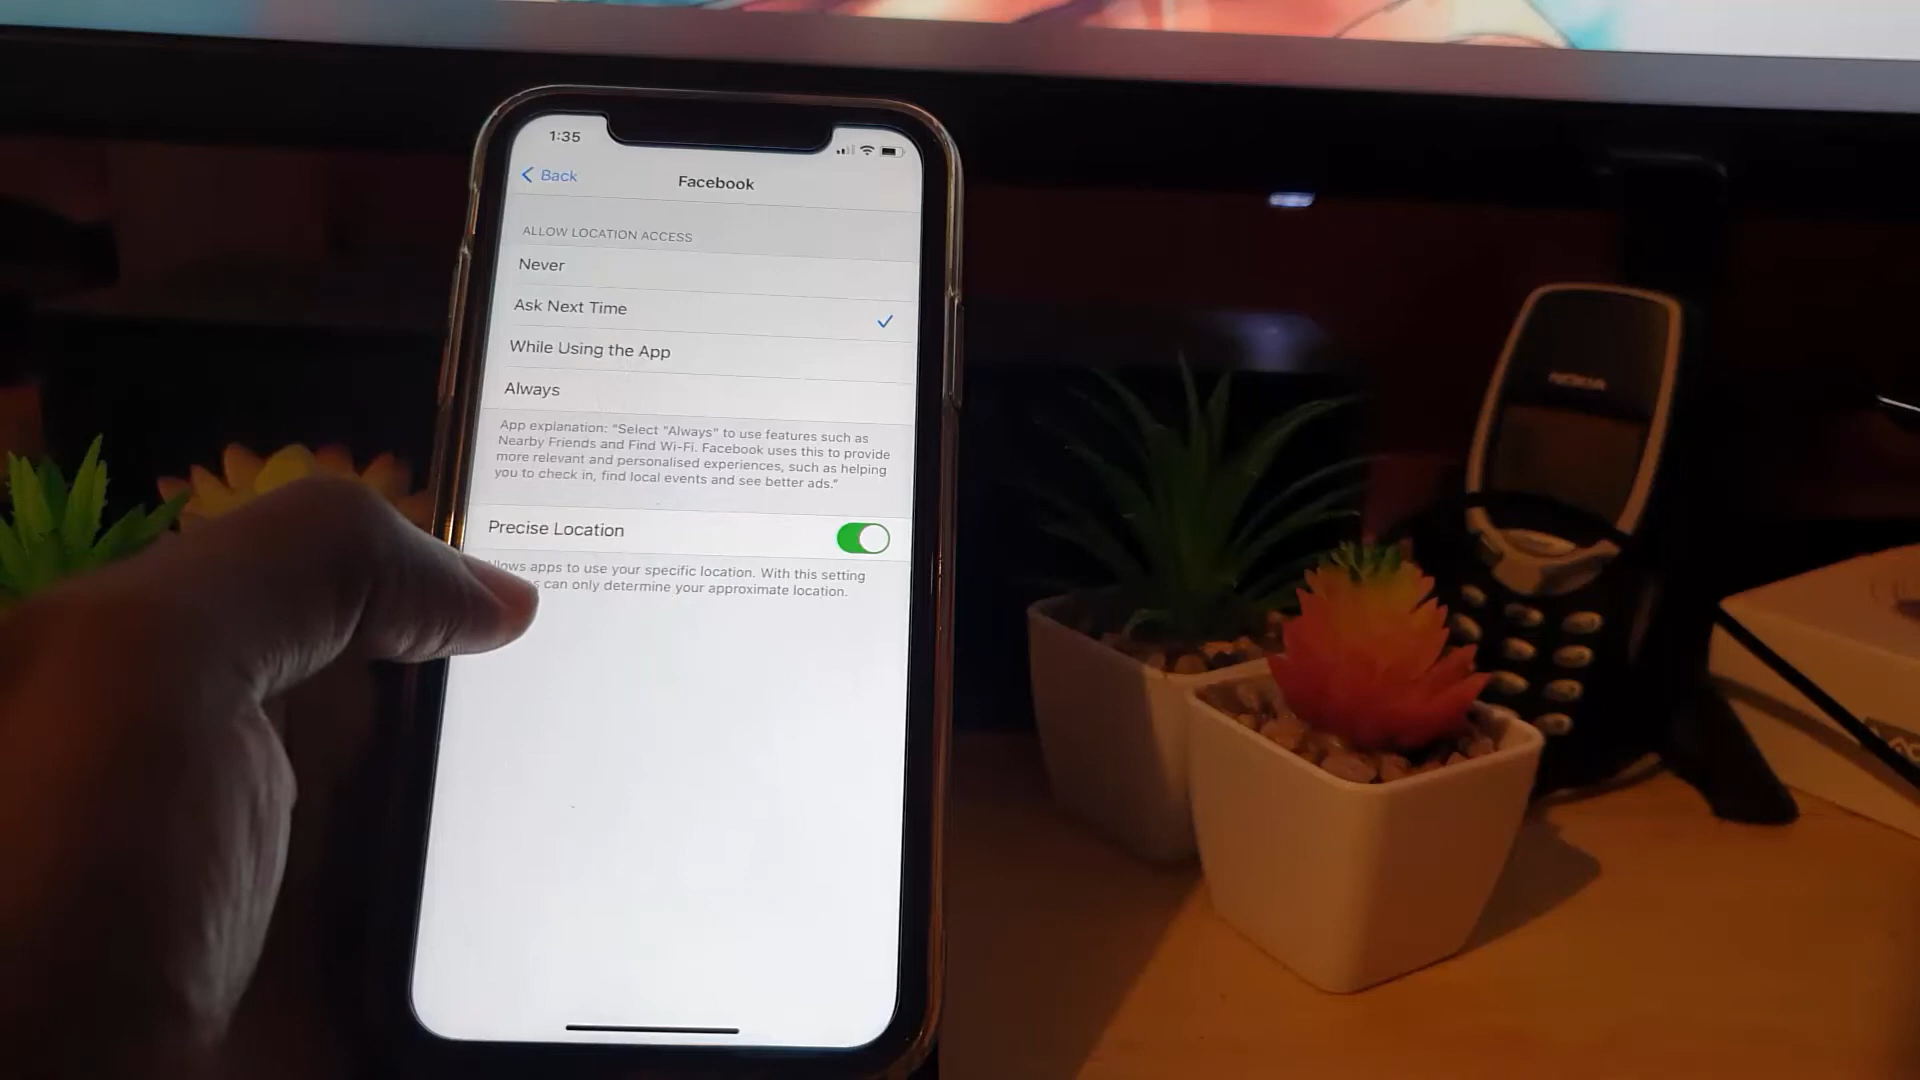 1:35
Back
Facebook
ALLOW LOCATION ACCESS
Never
Ask Next Time
While Using the App
Always
App explanation: "Select "Always" to use features such as
Nearby Friends and Find Wi-Fi. Facebook uses this to provide
more relevant and personalised experiences, such as helping
you to check in, find local events and see better ads."
Precise Location
llows apps to use your specific location. With this setting
can only determine your approximate location.
NOKIA